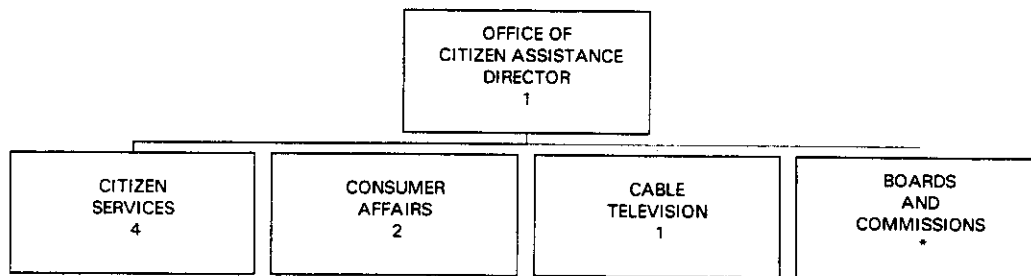 OFFICE OF
CITIZEN ASSISTANCE
DIRECTOR
1
CITIZEN
SERVICES
4
CONSUMER
AFFAIRS
2
CABLE
TELEVISION
1
BOARDS
AND
COMMISSIONS
*